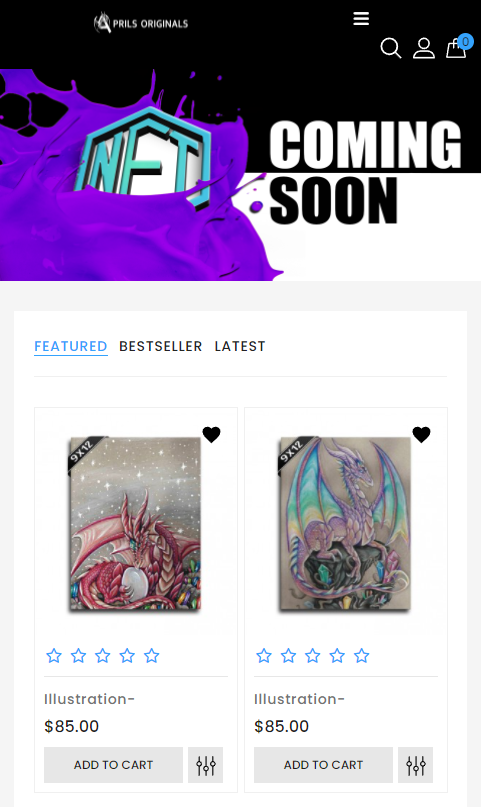 PRILS ORIGINALS
0
NFT
COMING
SOON
FEATURED BESTSELLER LATEST
9X12
9X12
Illustration-
Illustration-
$85.00
$85.00
ADD TO CART
ADD TO CART